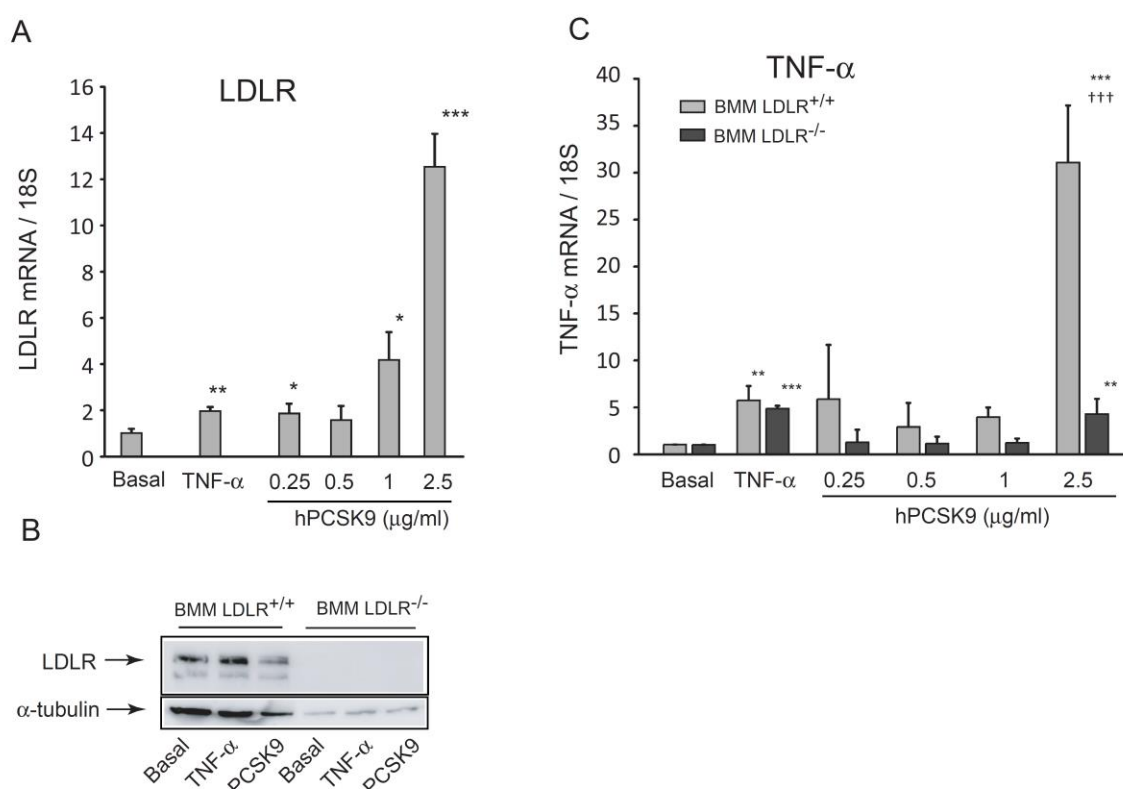 A
LDLR
LDLR mRNA / 18S
16
14
12
10
8
6
4
2
0
**
*
*
***
Basal TNF-α 0.25 0.5 1 2.5
hPCSK9 (μg/ml)
C
TNF-α
BMM LDLR+/+
BMM LDLR-/-
TNF-α mRNA / 18S
40
35
30
25
20
15
10
5
0
**
***
***
†††
**
Basal TNF-α 0.25 0.5 1 2.5
hPCSK9 (μg/ml)
B
BMM LDLR+/+ BMM LDLR-/-
LDLR
α-tubulin
Basal TNF-α PCSK9 Basal TNF-α PCSK9